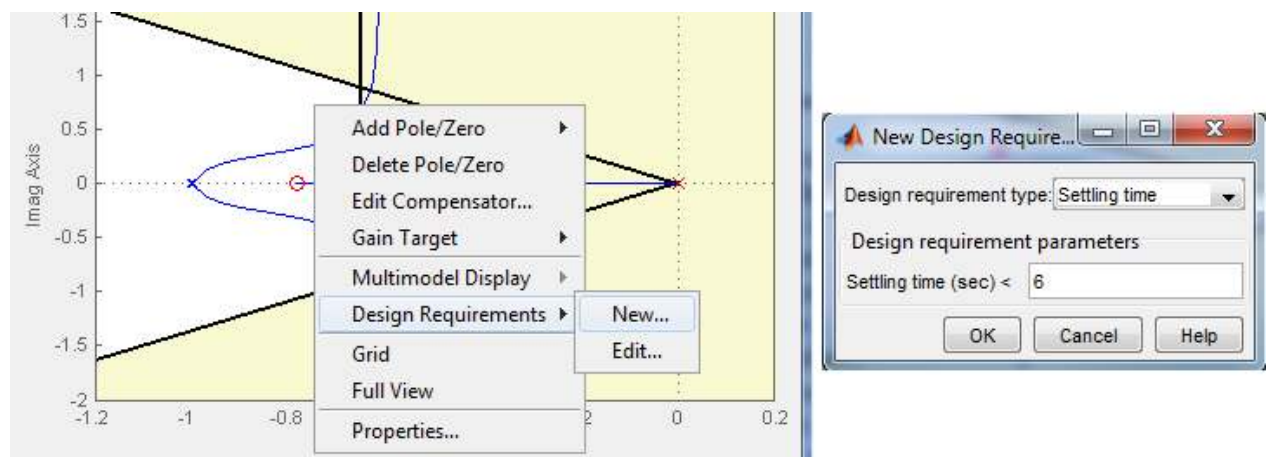 1.5
1
0.5
0
-0.5
-1
-1.5
-2
Imag Axis
-1.2
-1
-0.8
2
0
0.2
Add Pole/Zero
Delete Pole/Zero
Edit Compensator...
Gain Target
Multimodel Display
Design Requirements
Grid
Full View
Properties...
New...
Edit...
New Design Require...
Design requirement type: Settling time
Design requirement parameters
Settling time (sec) < 6
OK Cancel Help